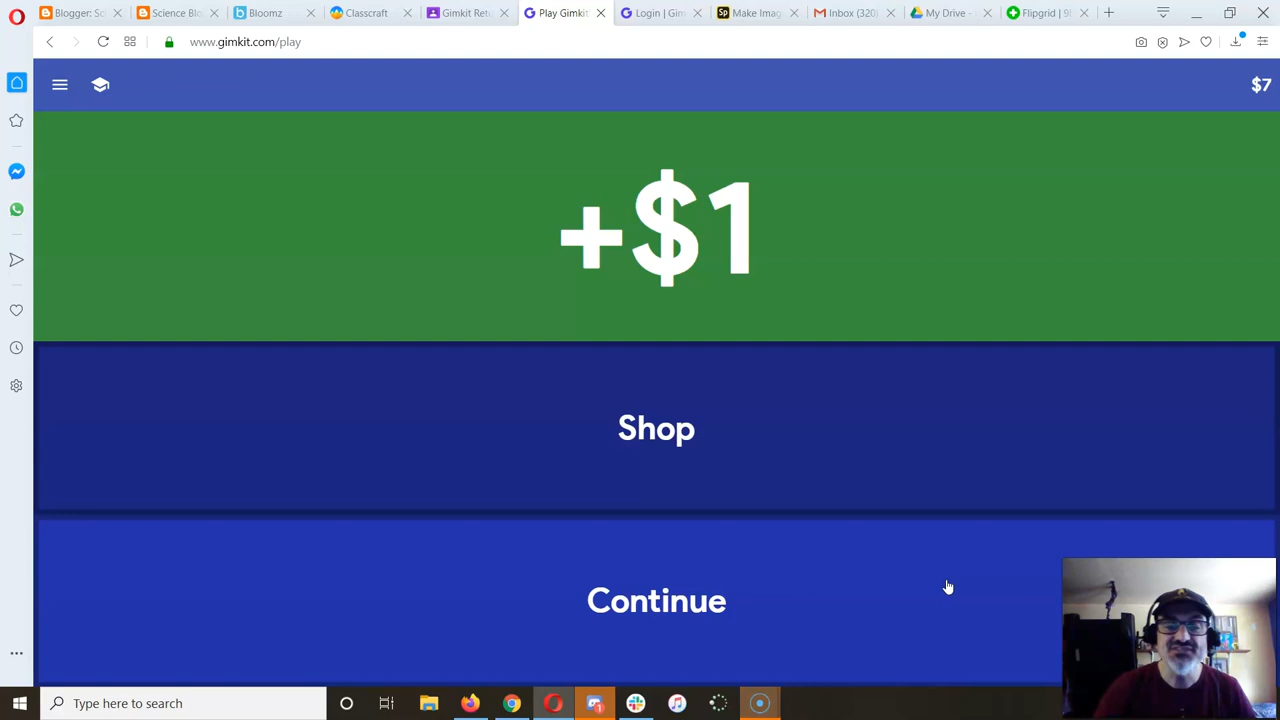 Blogger: Sc
Science Blo
Bloomz
Classcraft
Gimkit Retu
Play Gimkit
Login | Gim
Make Imag
Inbox (320
My Drive -
Flipgrid | 9t
www.gimkit.com/play
$7
+$1
Shop
Continue
Type here to search